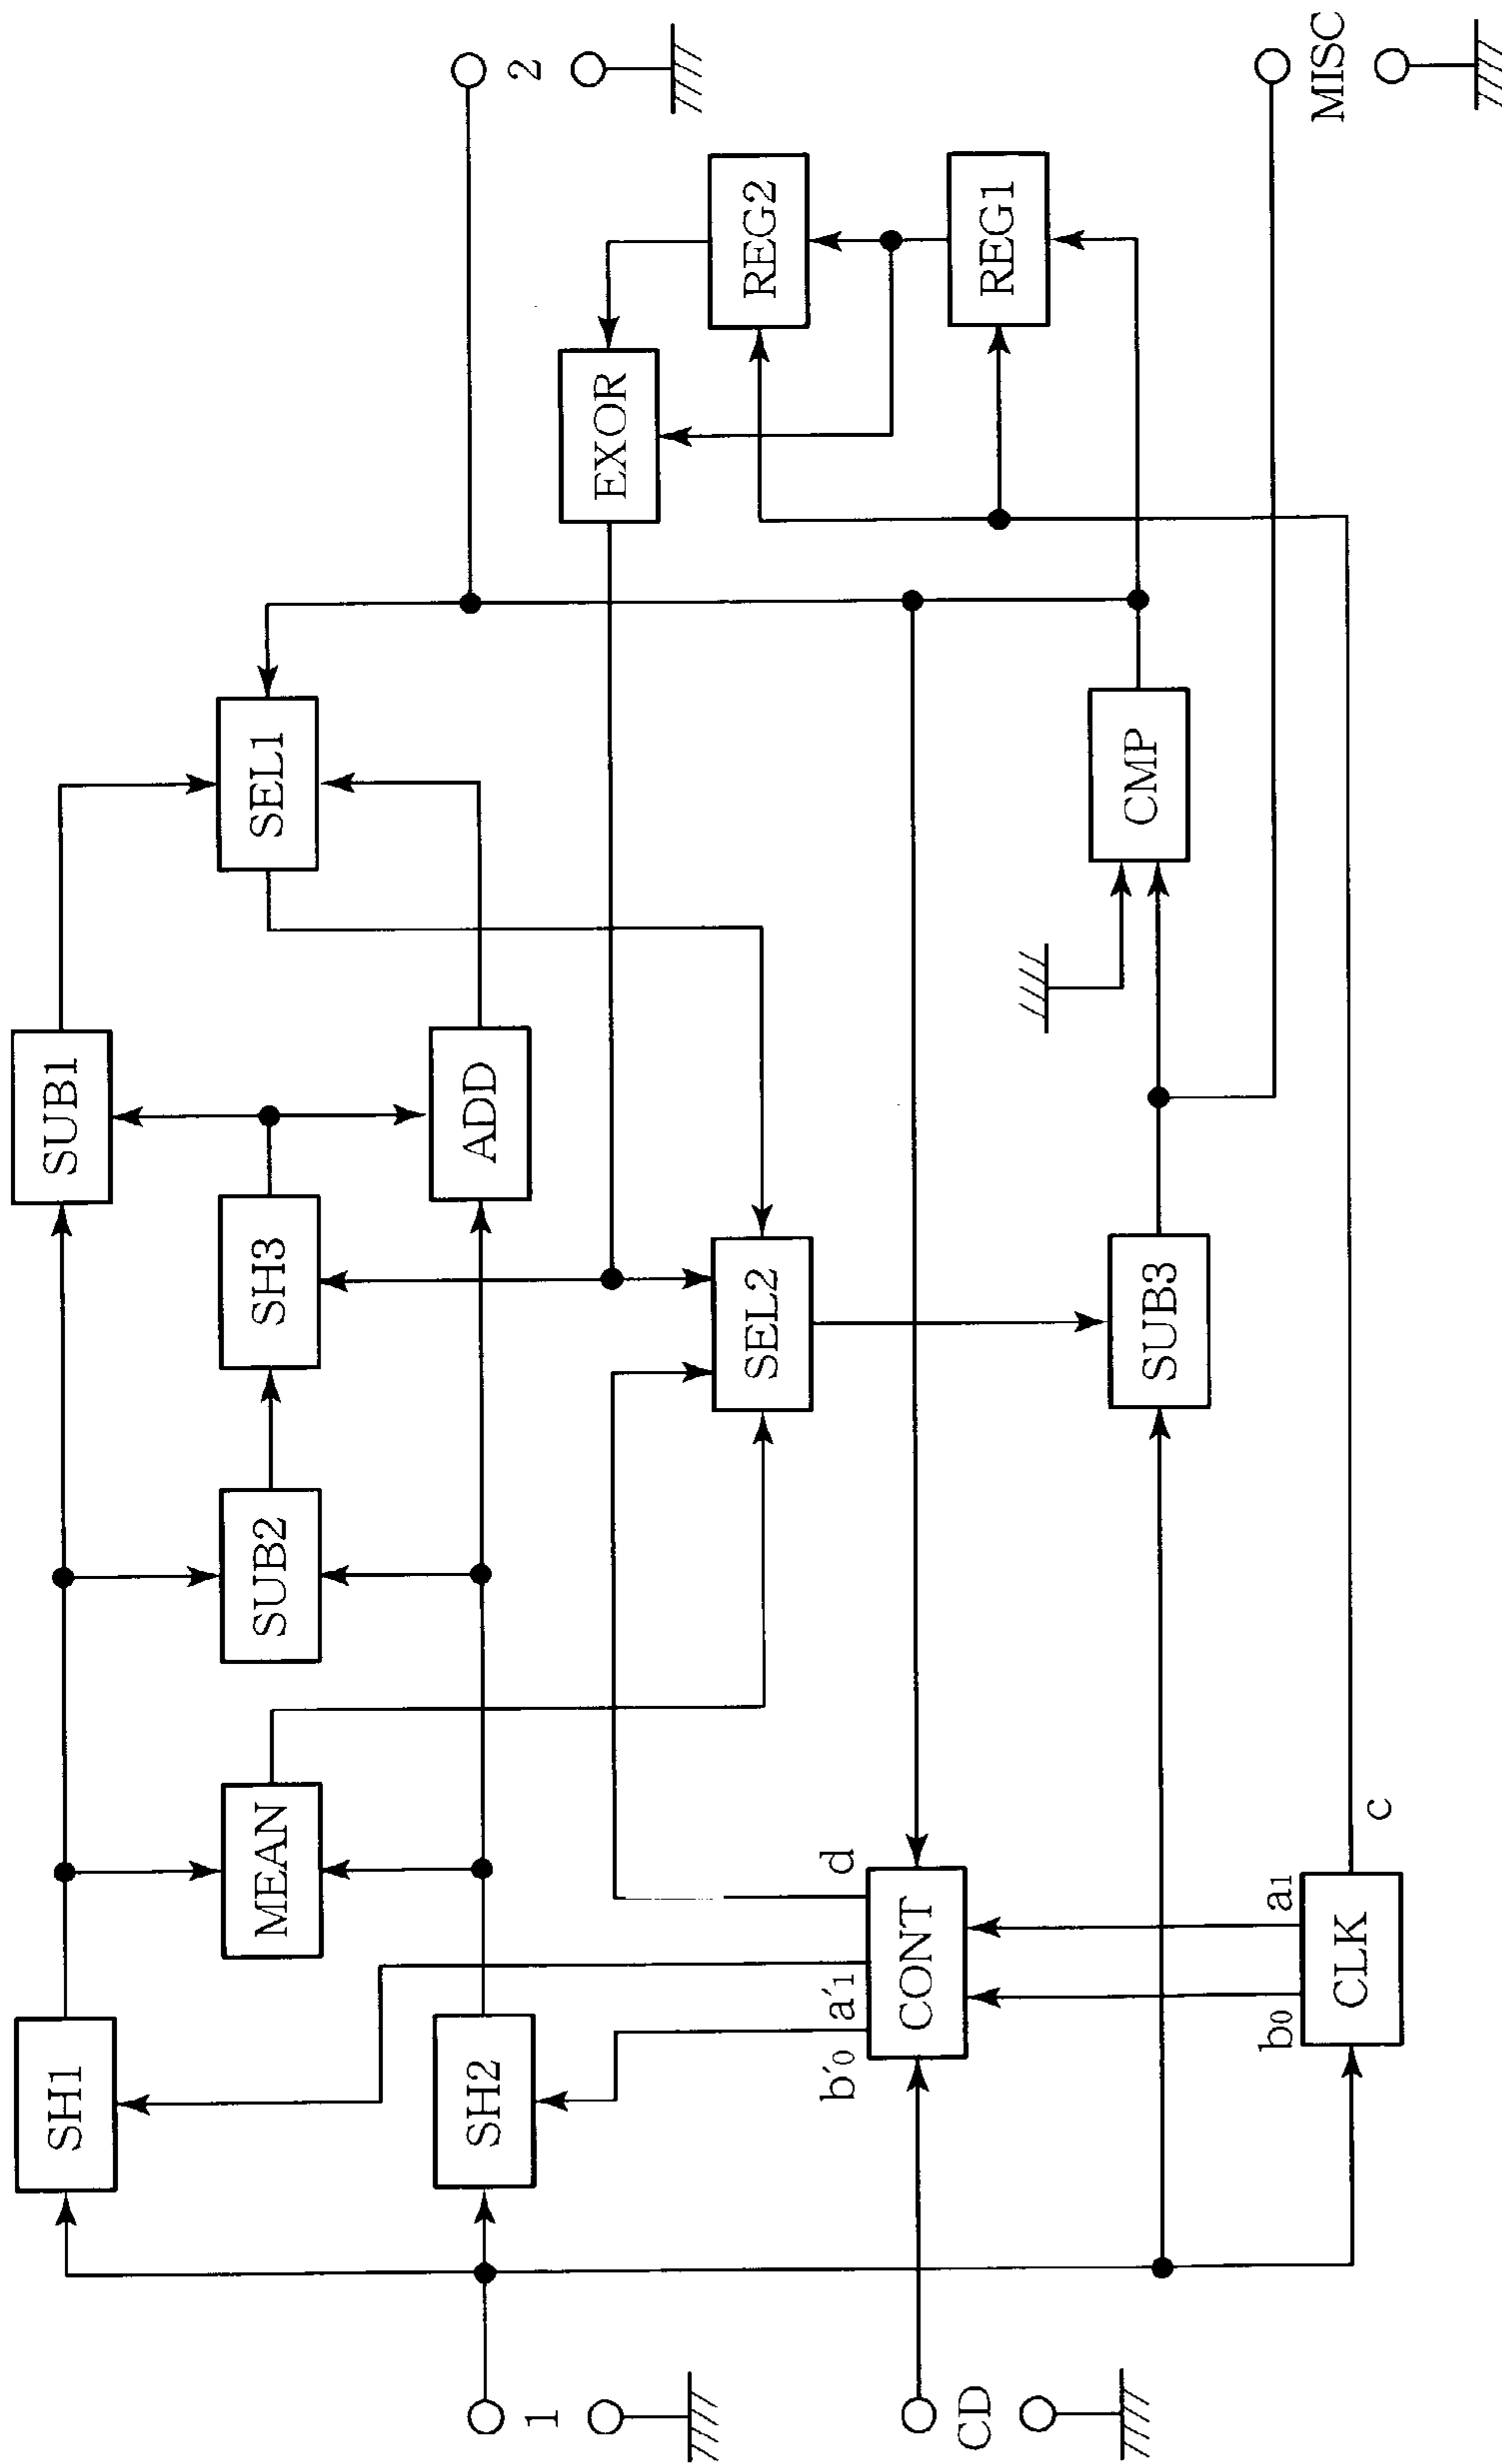 SH1
MEAN
SUB2
SH3
SUB1
SEL1
SH2
ADD
1
2
EXOR
SEL2
REG2
b'0
a'1
d
CONT
CD
REG1
SUB3
CMP
b0
a1
CLK
c
MISC